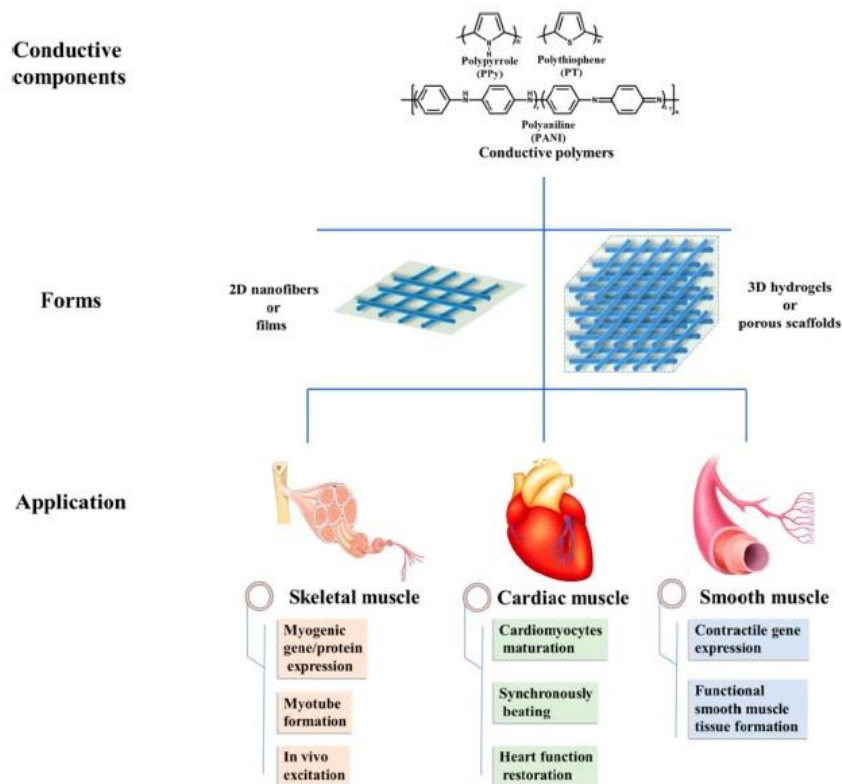 Conductive
components
N
H
n
Polypyrrole
(PPy)
S
n
Polythiophene
(PT)
H
N
H
N
N
N
Polyaniline
(PANI)
Conductive polymers
Forms
2D nanofibers
or
films
3D hydrogels
or
porous scaffolds
Application
Skeletal muscle
Myogenic
gene/protein
expression
Myotube
formation
In vivo
excitation
Cardiac muscle
Cardiomyocytes
maturation
Synchronously
beating
Heart function
restoration
Smooth muscle
Contractile gene
expression
Functional
smooth muscle
tissue formation